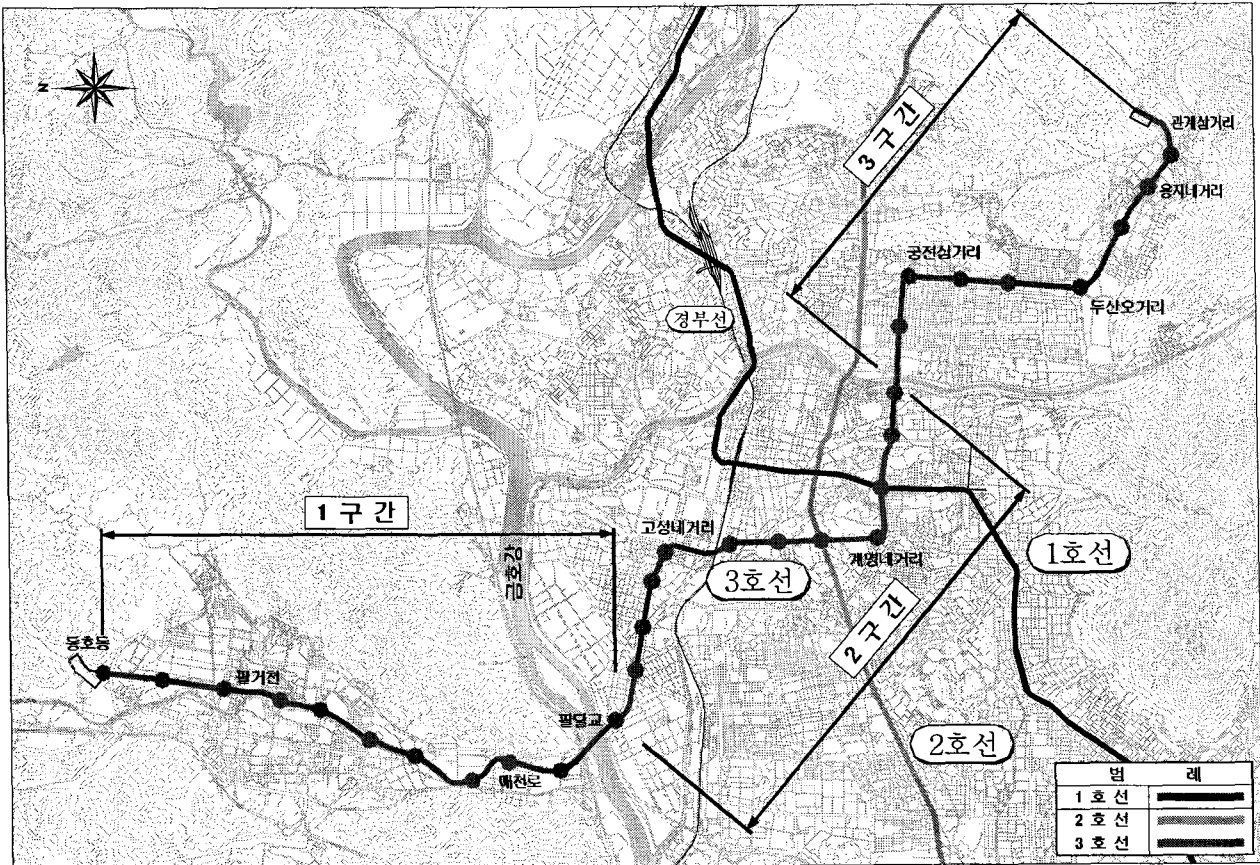 N
3 구 간
관계삼거리
용지네거리
궁전삼거리
두산오거리
경부선
1 구 간
고성네거리
금호강
3호선
계명네거리
1호선
2 구 간
동호동
팔거천
팔달교
매천로
2호선
범 례
1 호 선
2 호 선
3 호 선